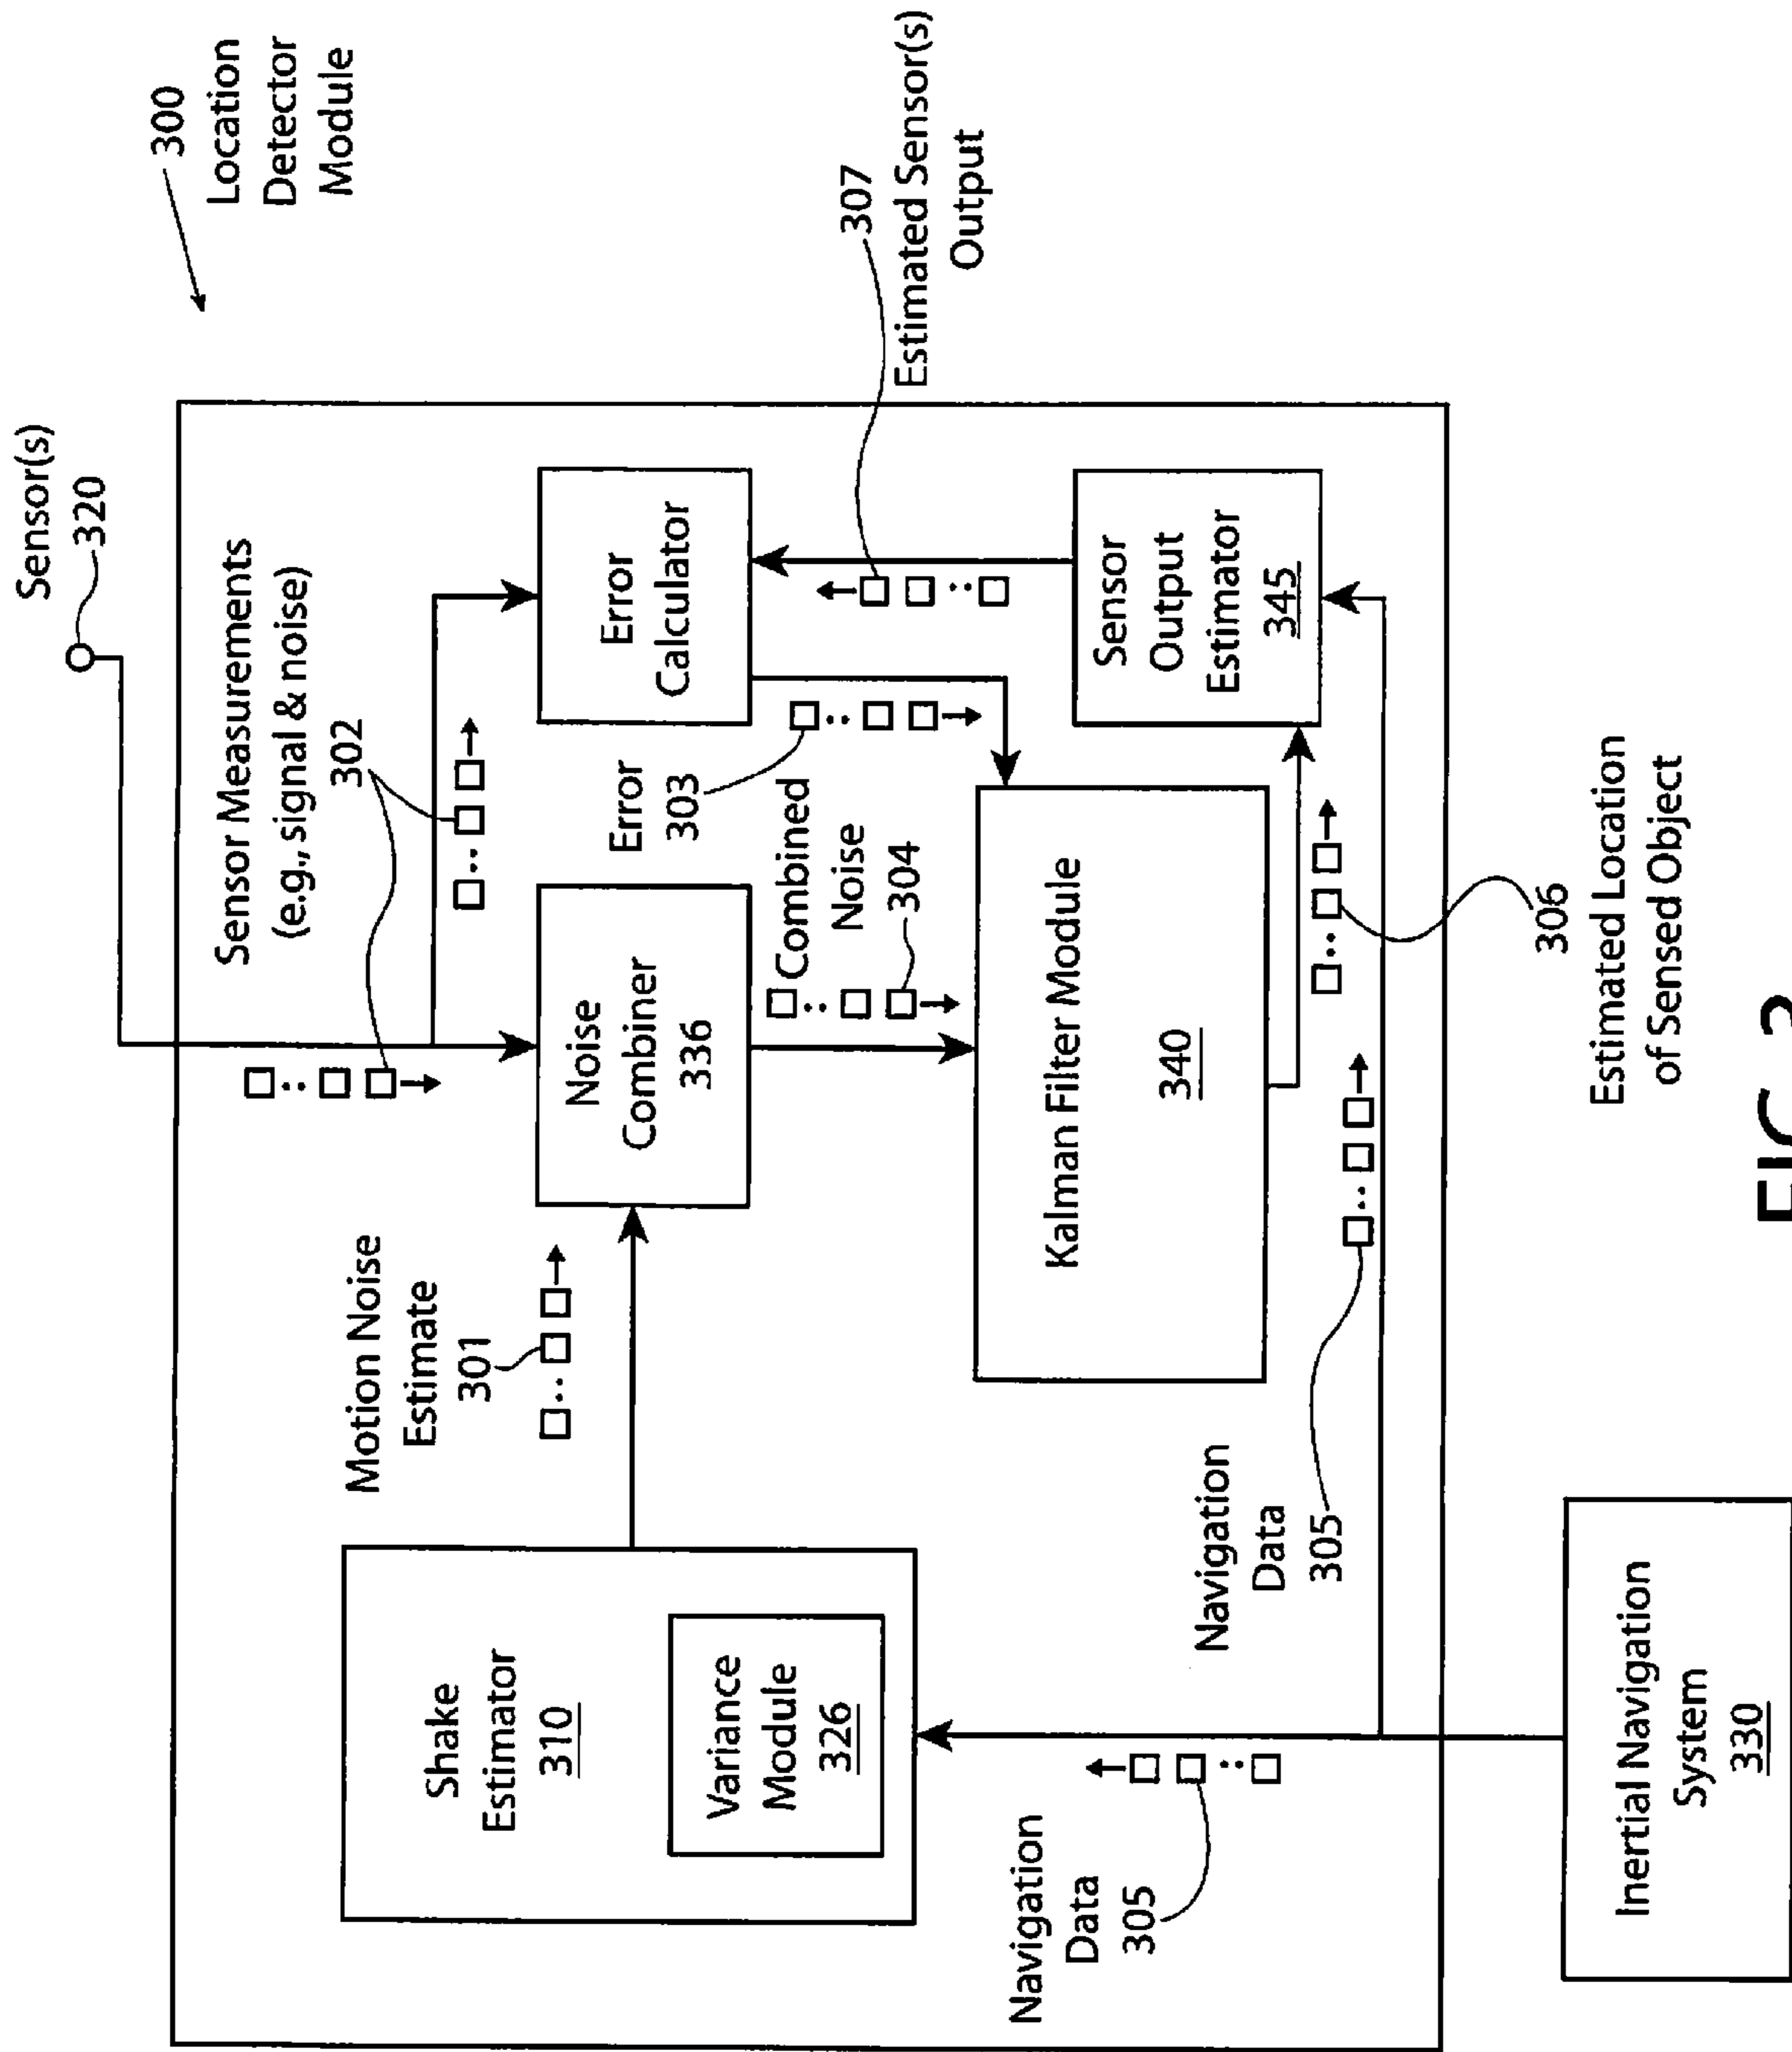 300
Location
Detector
Module
Sensor(s)
320
Sensor Measurements
(e.g., signal & noise)
302
Motion Noise
Estimate
301
Shake
Estimator
310
Variance
Module
326
Noise
Combiner
336
Error
Calculator
Error
303
Combined
Noise
304
307
Estimated Sensor(s)
Output
Kalman Filter Module
340
Sensor
Output
Estimator
345
Navigation
Data
305
Navigation
Data
305
306
Estimated Location
of Sensed Object
Inertial Navigation
System
330